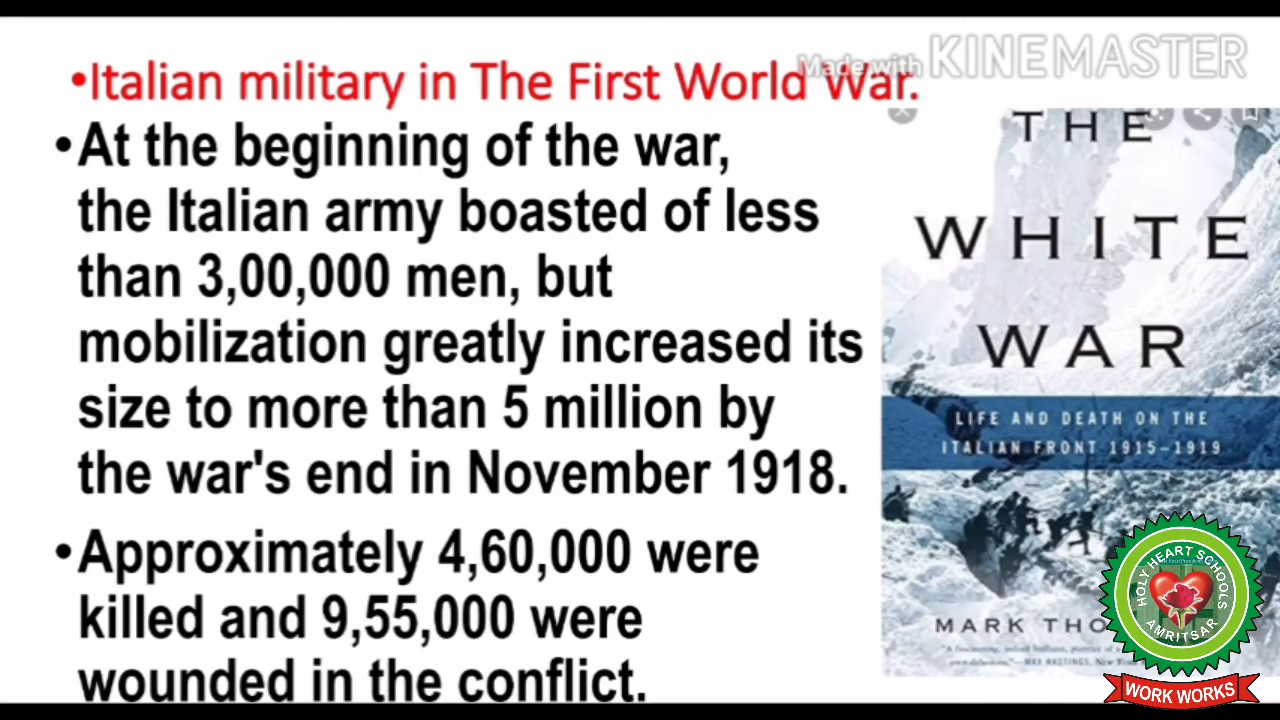 Made with KINEMASTER
•Italian military in The First World War.
•At the beginning of the war,
the Italian army boasted of less
than 3,00,000 men, but
mobilization greatly increased its
size to more than 5 million by
the war's end in November 1918.
•Approximately 4,60,000 were
killed and 9,55,000 were
wounded in the conflict.
THE
WHITE
WAR
LIFE AND DEATH ON THE
ITALIAN FRONT 1915-1919
MARK THO
HOLY HEART SCHOOLS
AMRITSAR
WORK WORKS